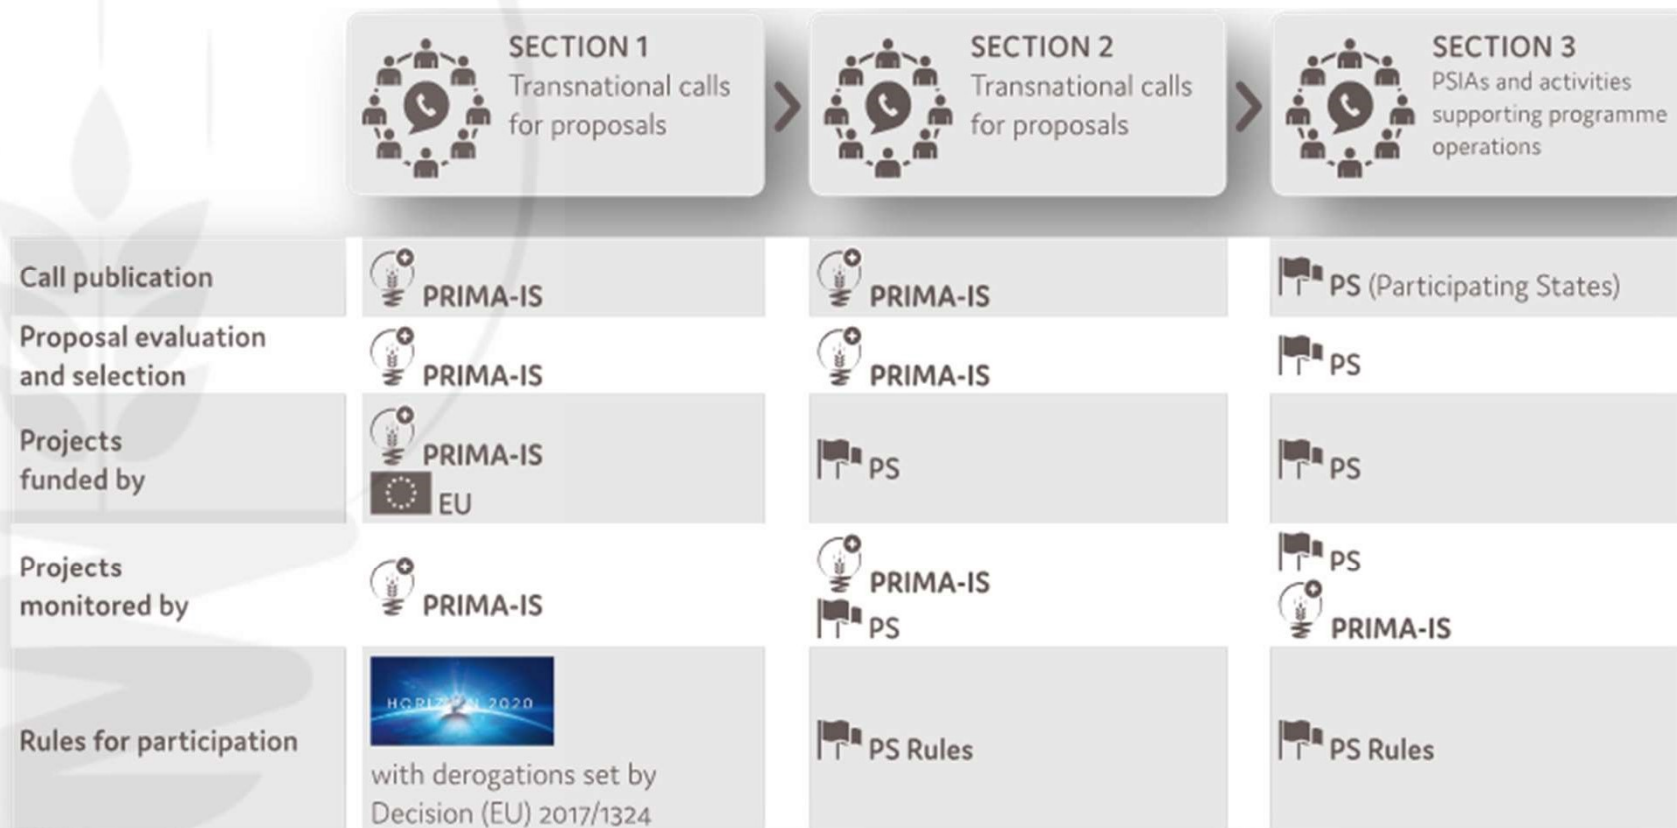 SECTION 1
Transnational calls
for proposals
SECTION 2
Transnational calls
for proposals
SECTION 3
PSIAs and activities
supporting programme
operations
Call publication
PRIMA-IS
PRIMA-IS
PS (Participating States)
Proposal evaluation
and selection
PRIMA-IS
PRIMA-IS
PS
Projects
funded by
PRIMA-IS
EU
PS
PS
Projects
monitored by
PRIMA-IS
PRIMA-IS
PS
PS
PRIMA-IS
Rules for participation
HORIZON 2020
with derogations set by
Decision (EU) 2017/1324
PS Rules
PS Rules